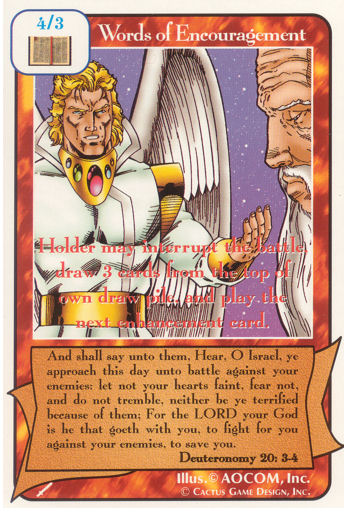 4/3
Words of Encouragement
Holder may interrupt the battle,
draw 3 cards from the top of
own draw pile, and play the
next enhancement card.
And shall say unto them, Hear, O Israel, ye
approach this day unto battle against your
enemies: let not your hearts faint, fear not,
and do not tremble, neither be ye terrified
because of them; For the LORD your God
is he that goeth with you, to fight for you
against your enemies, to save you.
Deuteronomy 20: 3-4
Illus.© AOCOM, Inc.
© Cactus Game Design, Inc.